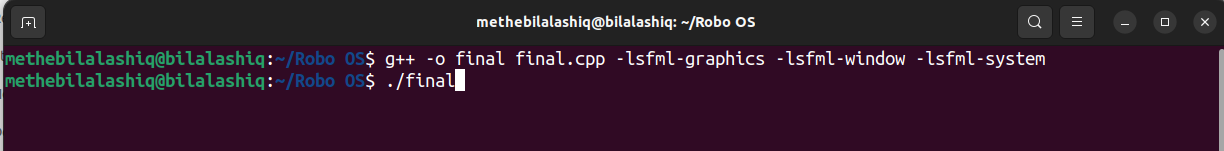 methebilalashiq@bilalashiq: ~/Robo OS
methebilalashiq@bilalashiq:~/Robo OS$ g++ -o final final.cpp -lsfml-graphics -lsfml-window -lsfml-system
methebilalashiq@bilalashiq:~/Robo OS$ ./final